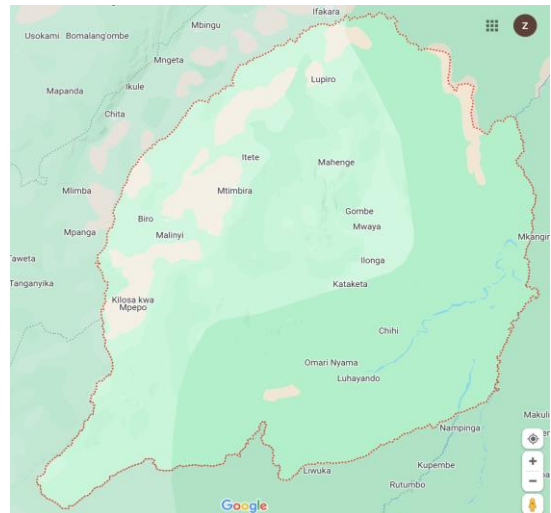 Ifakara
Mbingu
Usokami Bomalang'ombe
Z
Mngeta
Lupiro
Ikule
Mapanda
Chita
Itete
Mahenge
Mlimba
Mtimbira
Gombe
Biro
Mwaya
Mpanga
Malinyi
Mkangin
Taweta
Ilonga
Tanganyika
Kataketa
Kilosa kwa
Mpepo
Chihi
Omari Nyama
Luhayando
Makuli
Nampinga
Kupembe
Liwuka
Rutumbo
Google